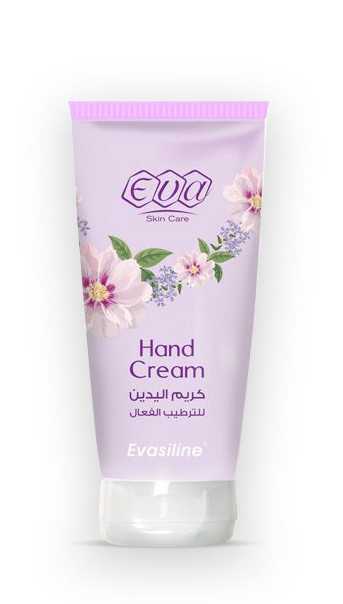 Eva
Skin Care
Hand
Cream
كريم اليدين
للترطيب الفعال
Evasiline®